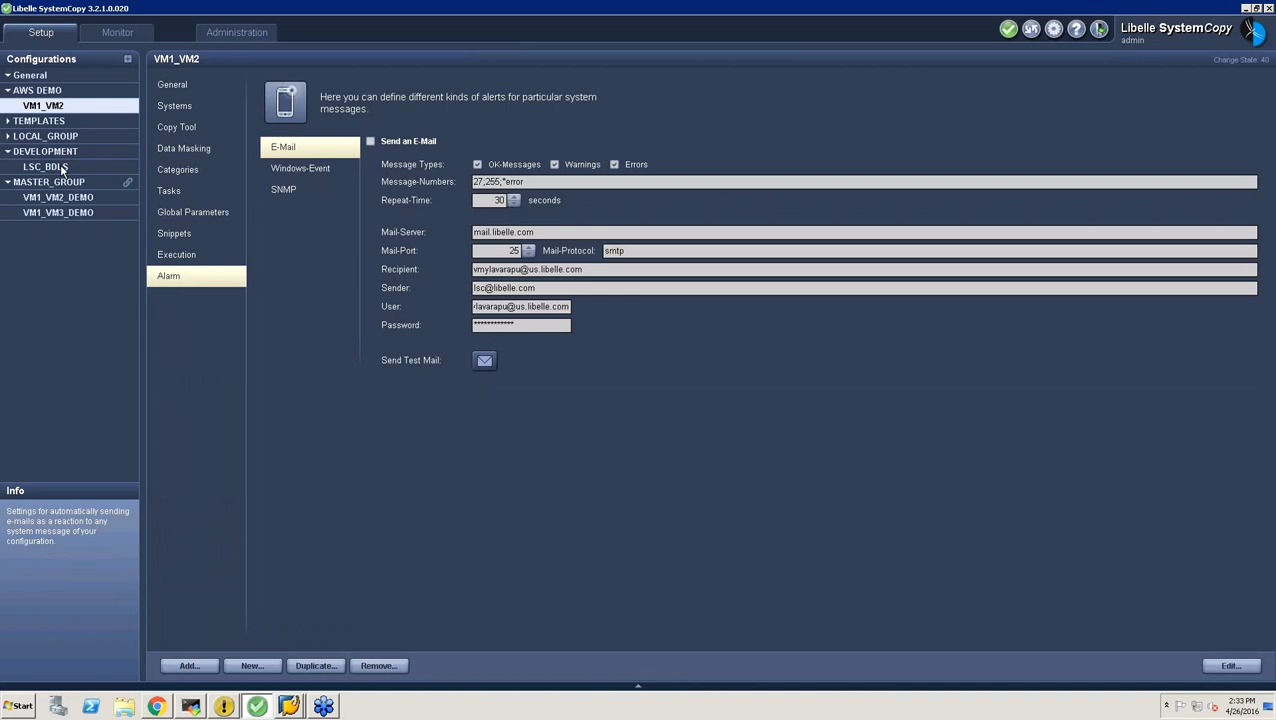 Libelle SystemCopy 3.2.1.0.020
Setup
Monitor
Administration
Libelle SystemCopy
admin
Configurations
General
AWS DEMO
VM1_VM2
TEMPLATES
LOCAL_GROUP
DEVELOPMENT
LSC_BDLS
MASTER_GROUP
VM1_VM2_DEMO
VM1_VM3_DEMO
VM1_VM2
Change State: 40
General
Systems
Copy Tool
Data Masking
Categories
Tasks
Global Parameters
Snippets
Execution
Alarm
Here you can define different kinds of alerts for particular system
messages.
E-Mail
Windows-Event
SNMP
Send an E-Mail
Message Types: OK-Messages Warnings Errors
Message-Numbers: 27;255;*error
Repeat-Time: 30 seconds
Mail-Server: mail.libelle.com
Mail-Port: 25 Mail-Protocol: smtp
Recipient: vmylavarapu@us.libelle.com
Sender: lsc@libelle.com
User: lavarapu@us.libelle.com
Password: ************
Send Test Mail:
Info
Settings for automatically sending
e-mails as a reaction to any
system message of your
configuration.
Add... New... Duplicate... Remove... Edit...
Start
2:33 PM
4/26/2016